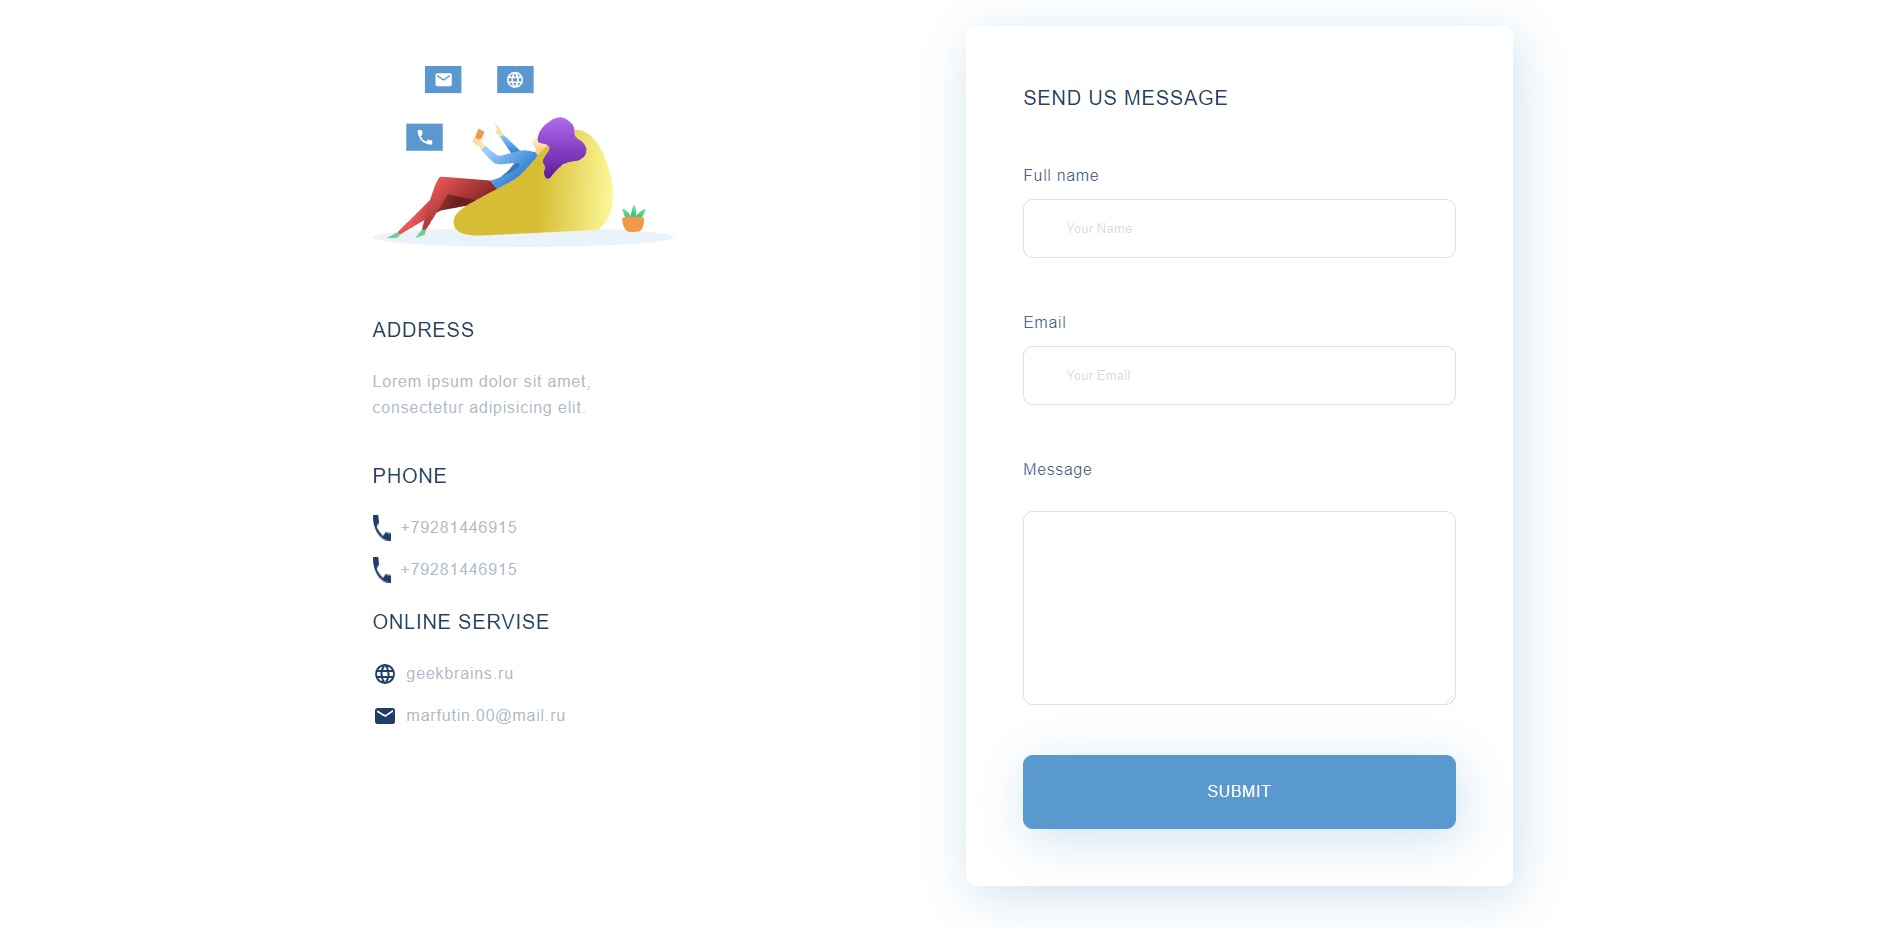 ADDRESS
Lorem ipsum dolor sit amet,
consectetur adipisicing elit.
PHONE
+79281446915
+79281446915
ONLINE SERVISE
geekbrains.ru
marfutin.00@mail.ru
SEND US MESSAGE
Full name
Your Name
Email
Your Email
Message
SUBMIT